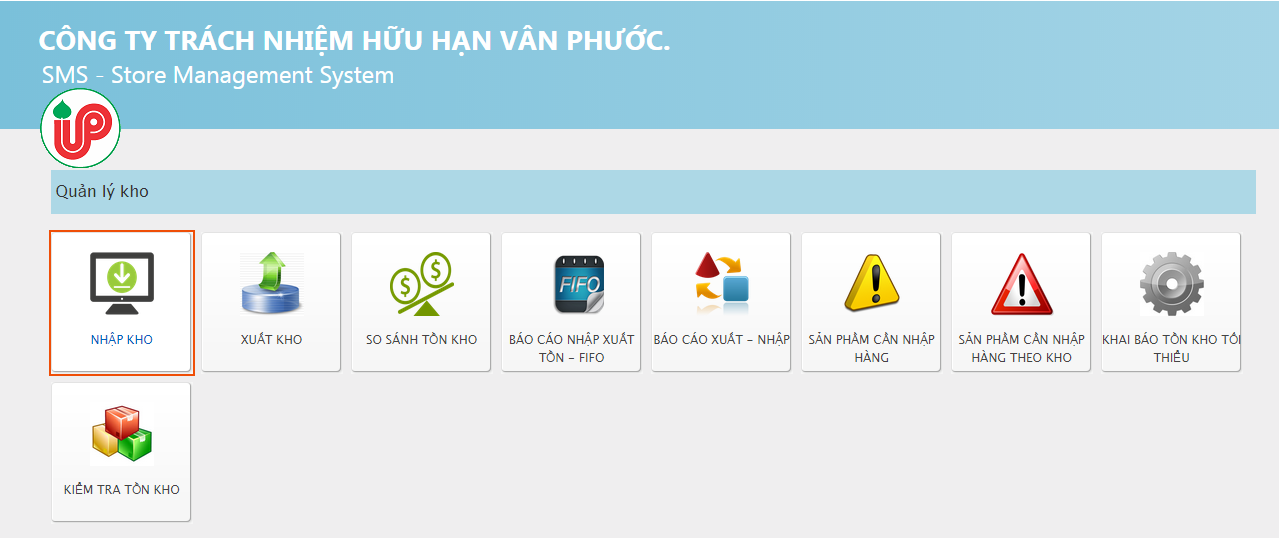 CÔNG TY TRÁCH NHIỆM HỮU HẠN VÂN PHƯỚC.
SMS - Store Management System
UP
Quản lý kho
NHẬP KHO
XUẤT KHO
$ $
SO SÁNH TỒN KHO
FIFO
BÁO CÁO NHẬP XUẤT
TỒN – FIFO
BÁO CÁO XUẤT – NHẬP
SẢN PHẨM CẦN NHẬP
HÀNG
SẢN PHẨM CẦN NHẬP
HÀNG THEO KHO
KHAI BÁO TỒN KHO TỐI
THIỂU
KIỂM TRA TỒN KHO